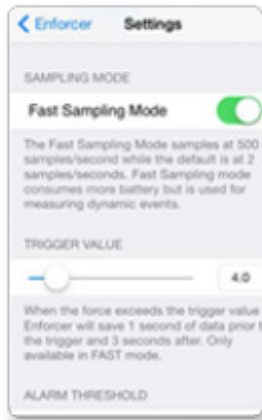 Enforcer Settings
SAMPLING MODE
Fast Sampling Mode
The Fast Sampling Mode samples at 500
samples/second while the default is at 2
samples/seconds. Fast Sampling mode
consumes more battery but is used for
measuring dynamic events.
TRIGGER VALUE
4.0
When the force exceeds the trigger value
Enforcer will save 1 second of data prior t
the trigger and 3 seconds after. Only
available in FAST mode.
ALARM THRESHOLD